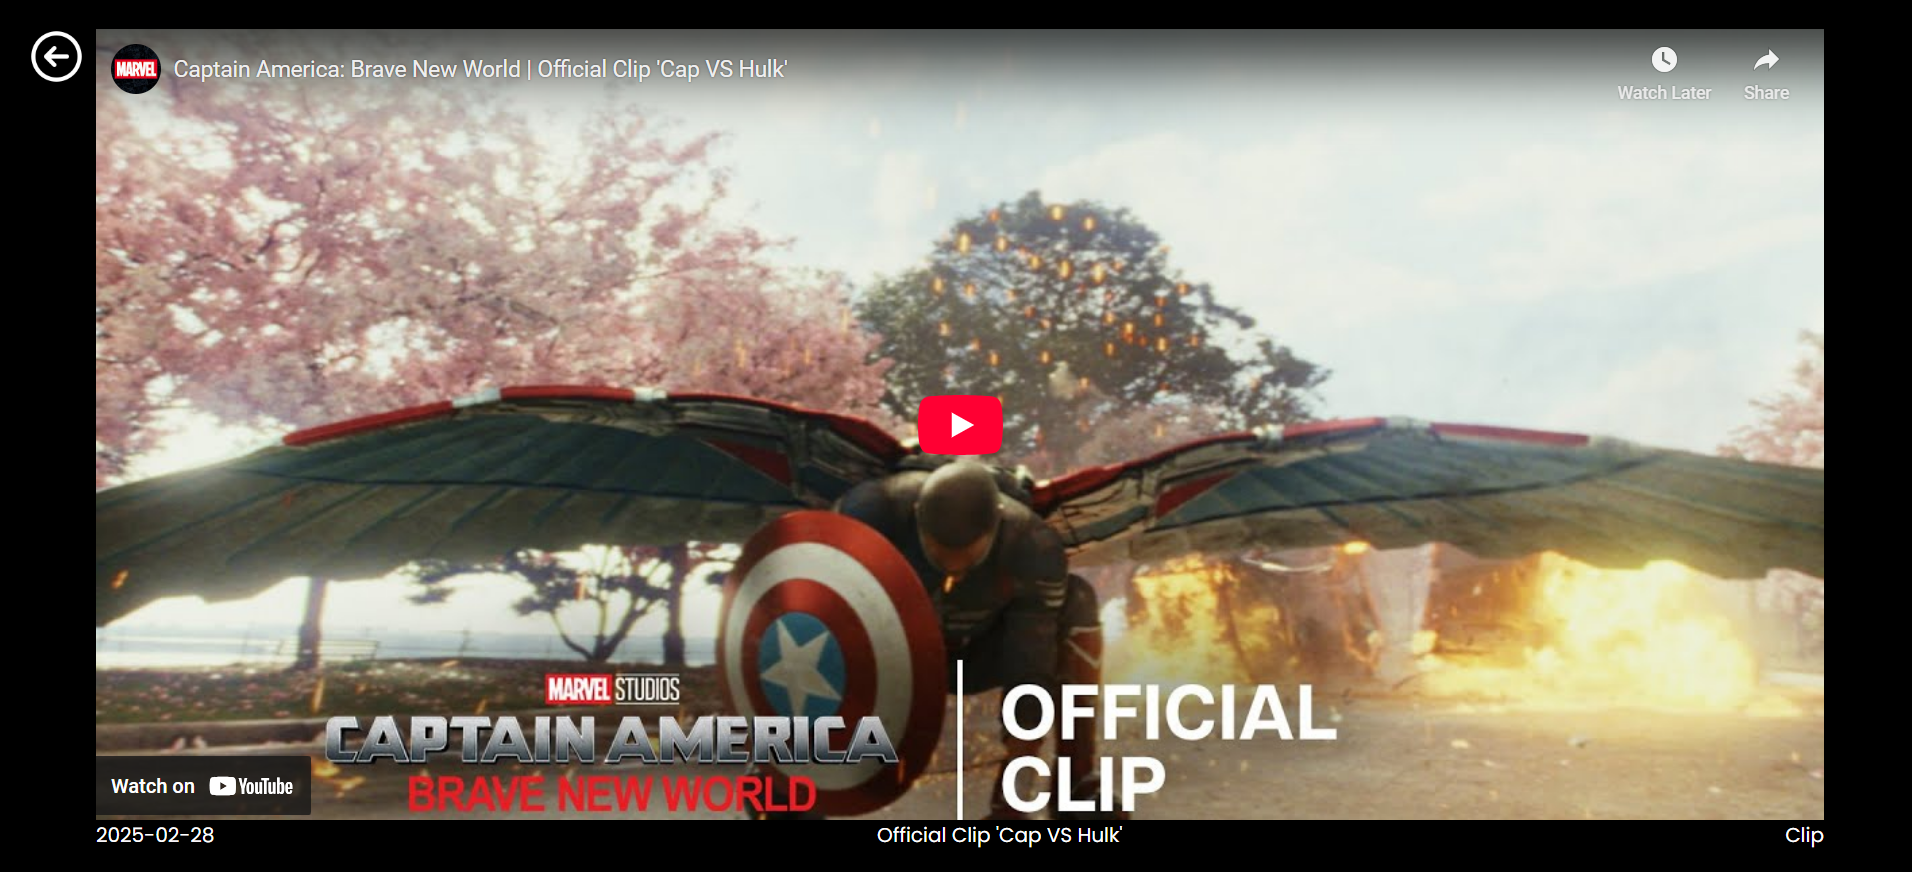 MARVEL
Captain America: Brave New World | Official Clip 'Cap VS Hulk'
Watch Later
Share
MARVEL STUDIOS
CAPTAIN AMERICA
BRAVE NEW WORLD
OFFICIAL
CLIP
Watch on YouTube
2025-02-28
Official Clip 'Cap VS Hulk'
Clip